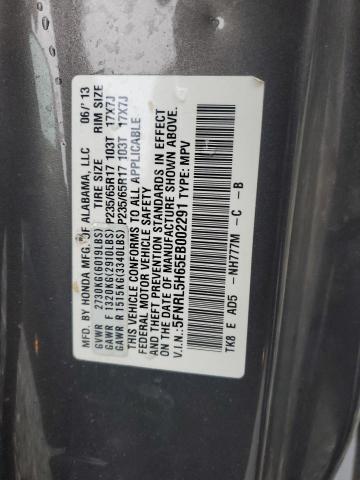 MFD. BY HONDA MFG. OF ALABAMA, LLC 06/'13
TIRE SIZE RIM SIZE
GVWR 2730KG(6019LBS)
GAWR F 1320KG(2910LBS) P235/65R17 103T 17X7J
GAWR R 1515KG(3340LBS) P235/65R17 103T 17X7J
THIS VEHICLE CONFORMS TO ALL APPLICABLE
FEDERAL MOTOR VEHICLE SAFETY
AND THEFT PREVENTION STANDARDS IN EFFECT
ON THE DATE OF MANUFACTURE SHOWN ABOVE.
V.I.N.:5FNRL5H65EB002291 TYPE: MPV
TK8 E AD5 -NH777M -C -B